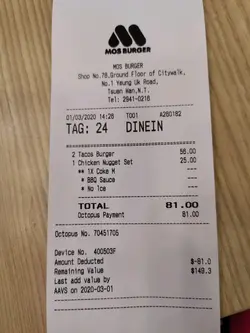 MOS BURGER
MOS BURGER
Shop No.78,Ground Floor of Citywalk,
No.1 Yeung Uk Road,
Tsuen Wan,N.T.
Tel: 2941-0216
01/03/2020 14:28 T001 A280182
TAG: 24 DINEIN
2 Tacos Burger 56.00
1 Chicken Nugget Set 25.00
** 1X Coke M
* BBQ Sauce
* No Ice
TOTAL 81.00
Octopus Payment 81.00
Octopus No. 70451705
Device No. 400503F
Amount Deducted $-81.0
Remaining Value $149.3
Last add value by
AAVS on 2020-03-01